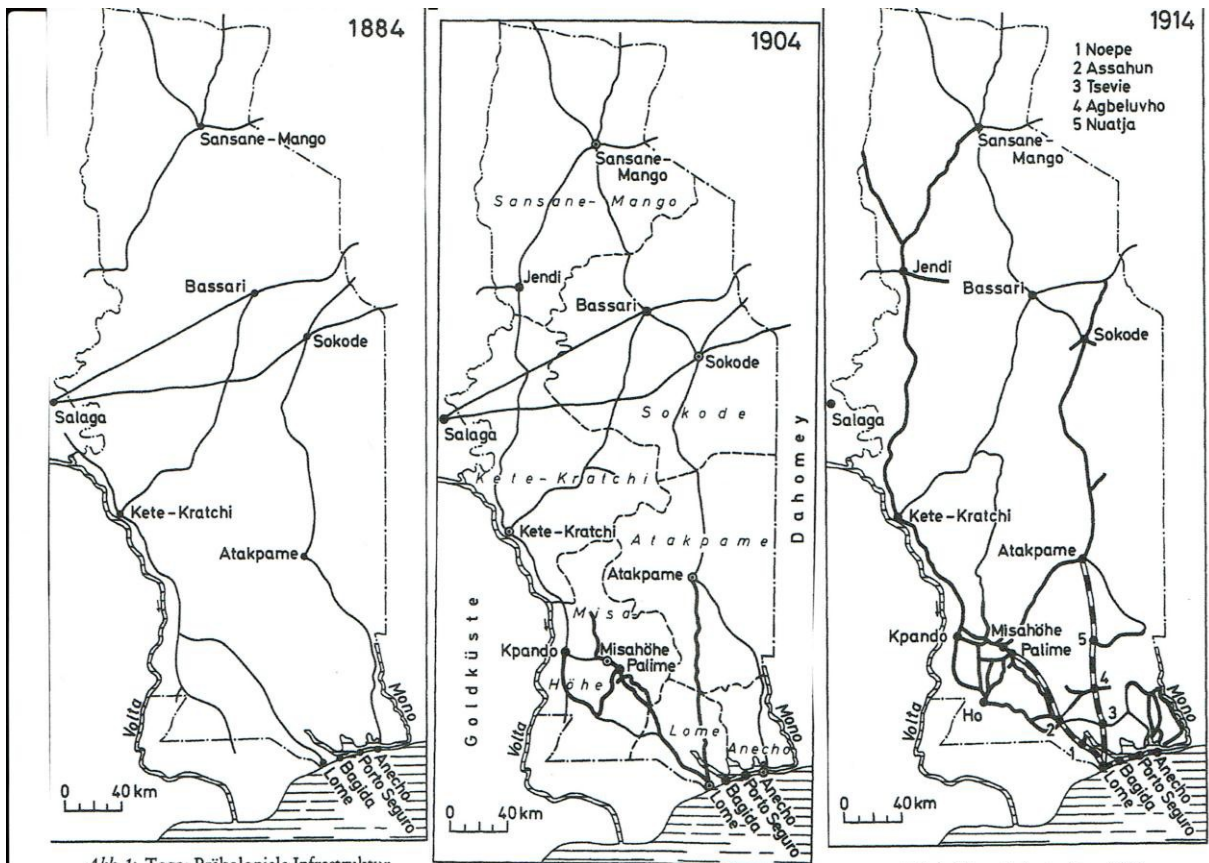 1884
Sansane-Mango
Bassari
Sokode
Salaga
Kete-Kratchi
Atakpame
Volta
Mono
Anecho
Porto Seguro
Bagida
Lome
0 40 km
1904
Sansane-
Mango
Sansane-Mango
Jendi
Bassari
Sokode
Sokode
Salaga
Kete-Kratchi
Kete-Kratchi
Dahomey
Atakpame
Atakpame
Goldküste
Misa-
Kpando
Misahöhe
Palime
Höhe
Volta
Lome
Anecho
Lome
Bagida
Porto Seguro
Anecho
0 40 km
1914
1 Noepe
2 Assahun
3 Tsevie
4 Agbeluvho
5 Nuatja
Sansane-
Mango
Jendi
Bassari
Sokode
Salaga
Kete-Kratchi
Atakpame
Kpando
Misahöhe
Palime
5
4
Ho
2
3
1
Volta
Mono
Lome
Bagida
Porto Seguro
Anecho
0 40 km